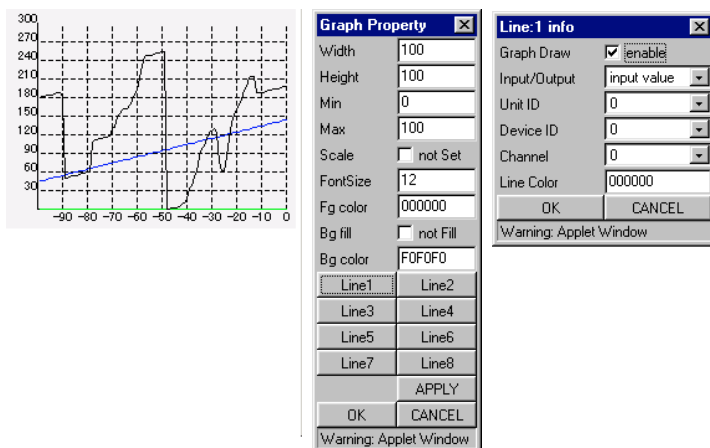 300
270
240
210
180
150
120
90
60
30
-90 -80 -70 -60 -50 -40 -30 -20 -10 0
Graph Property
Width 100
Height 100
Min 0
Max 100
Scale not Set
FontSize 12
Fg color 000000
Bg fill not Fill
Bg color F0F0F0
Line1 Line2
Line3 Line4
Line5 Line6
Line7 Line8
APPLY
OK CANCEL
Warning: Applet Window
Line:1 info
Graph Draw enable
Input/Output input value
Unit ID 0
Device ID 0
Channel 0
Line Color 000000
OK CANCEL
Warning: Applet Window